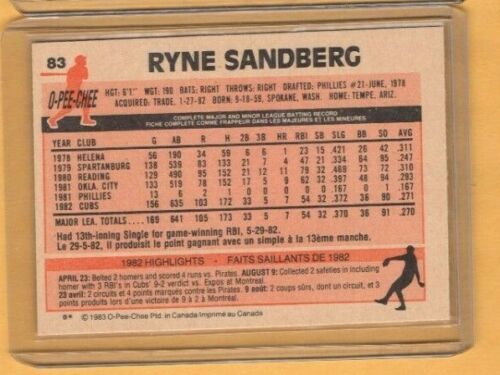 83 RYNE SANDBERG
O-PEE-CHEE
HGT: 6'1" WGT: 190 BATS: RIGHT THROWS: RIGHT DRAFTED: PHILLIES #21-JUNE, 1978
ACQUIRED: TRADE, 1-27-82 BORN: 9-18-59, SPOKANE, WASH. HOME: TEMPE, ARIZ.
COMPLETE MAJOR AND MINOR LEAGUE BATTING RECORD
FICHE COMPLETE COMME FRAPPEUR DANS LES MAJEURES ET LES MINEURES
YEAR CLUB G AB R H 2B 3B HR RBI SB SLG BB SO AVG
1978 HELENA 56 190 34 59 6 6 1 23 15 .421 26 42 .311
1979 SPARTANBURG 138 539 83 133 21 7 4 47 21 .334 64 95 .247
1980 READING 129 490 95 152 21 12 11 79 32 .469 73 72 .310
1981 OKLA. CITY 133 519 78 152 17 5 9 62 32 .397 48 94 .293
1981 PHILLIES 13 6 2 1 0 0 0 0 0 .167 0 1 .167
1982 CUBS 156 635 103 172 33 5 7 54 32 .372 36 90 .271
MAJOR LEA. TOTALS.... 169 641 105 173 33 5 7 54 32 .370 36 91 .270
Had 13th-ioning Single for game-winning RBI, 5-29-82.
Le 29-5-82, il produisit le point gagnant avec un simple à la 13ème manche.
1982 HIGHLIGHTS - FAITS SAILLANTS DE 1982
APRIL 23: Belted 2 homers and scored 4 runs vs. Pirates. AUGUST 9: Collected 2 safeties including
homer with 3 RBI's in Cubs' 9-2 verdict vs. Expos at Montreal.
23 avril: 2 circuits et 4 points marqués contre Pirates. 9 août: 2 coups sûrs, dont un circuit, et 3
points produits lors d'une victoire de 9 à 2 contre Expos à Montréal.
© 1983 O-Pee-Chee Ptd. in Canada Imprimé au Canada